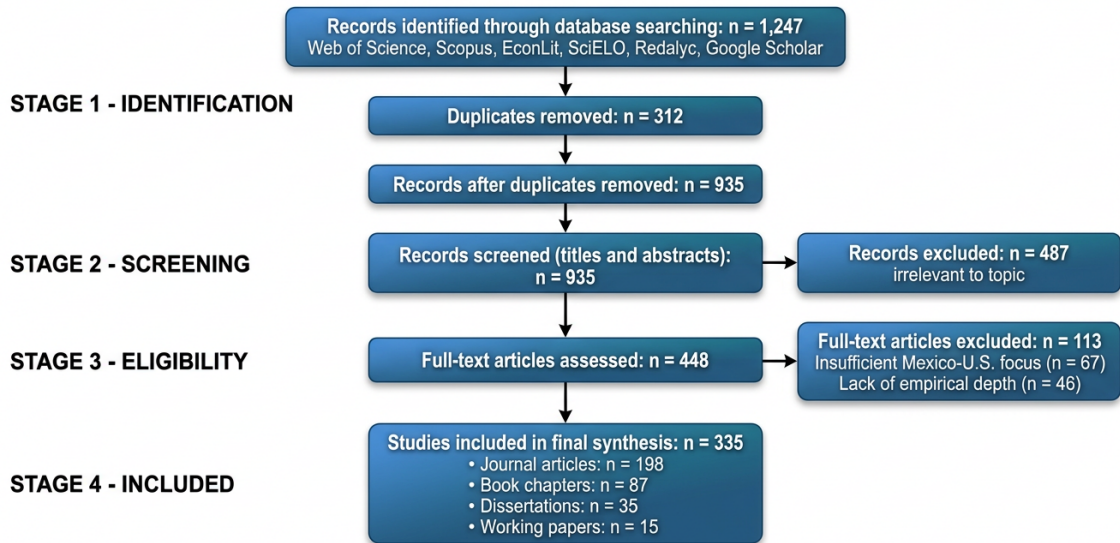 Records identified through database searching: n = 1,247
Web of Science, Scopus, EconLit, SciELO, Redalyc, Google Scholar
STAGE 1 - IDENTIFICATION
Duplicates removed: n = 312
Records after duplicates removed: n = 935
STAGE 2 - SCREENING
Records screened (titles and abstracts):
n = 935
Records excluded: n = 487
irrelevant to topic
STAGE 3 - ELIGIBILITY
Full-text articles assessed: n = 448
Full-text articles excluded: n = 113
Insufficient Mexico-U.S. focus (n = 67)
Lack of empirical depth (n = 46)
STAGE 4 - INCLUDED
Studies included in final synthesis: n = 335
• Journal articles: n = 198
• Book chapters: n = 87
• Dissertations: n = 35
• Working papers: n = 15